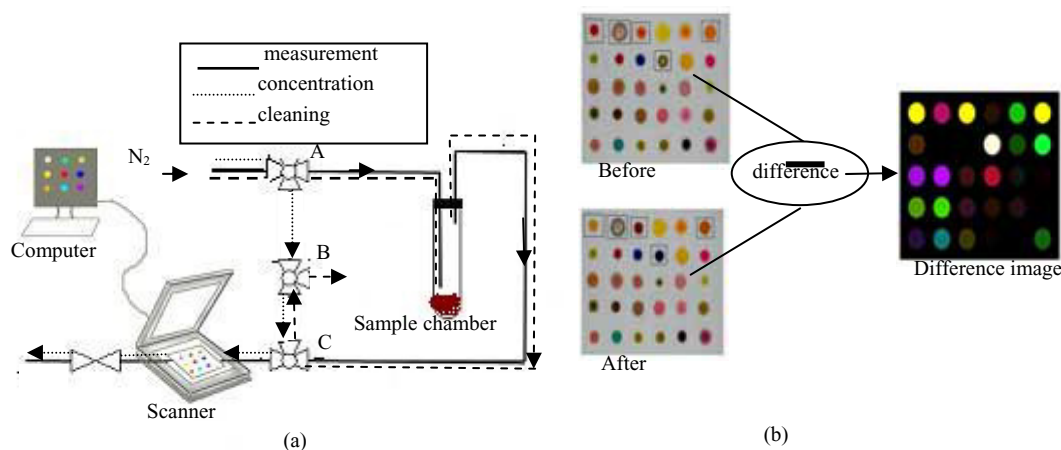 measurement
concentration
cleaning
N₂
A
Computer
B
Sample chamber
C
Scanner
(a)
Before
difference
After
Difference image
(b)